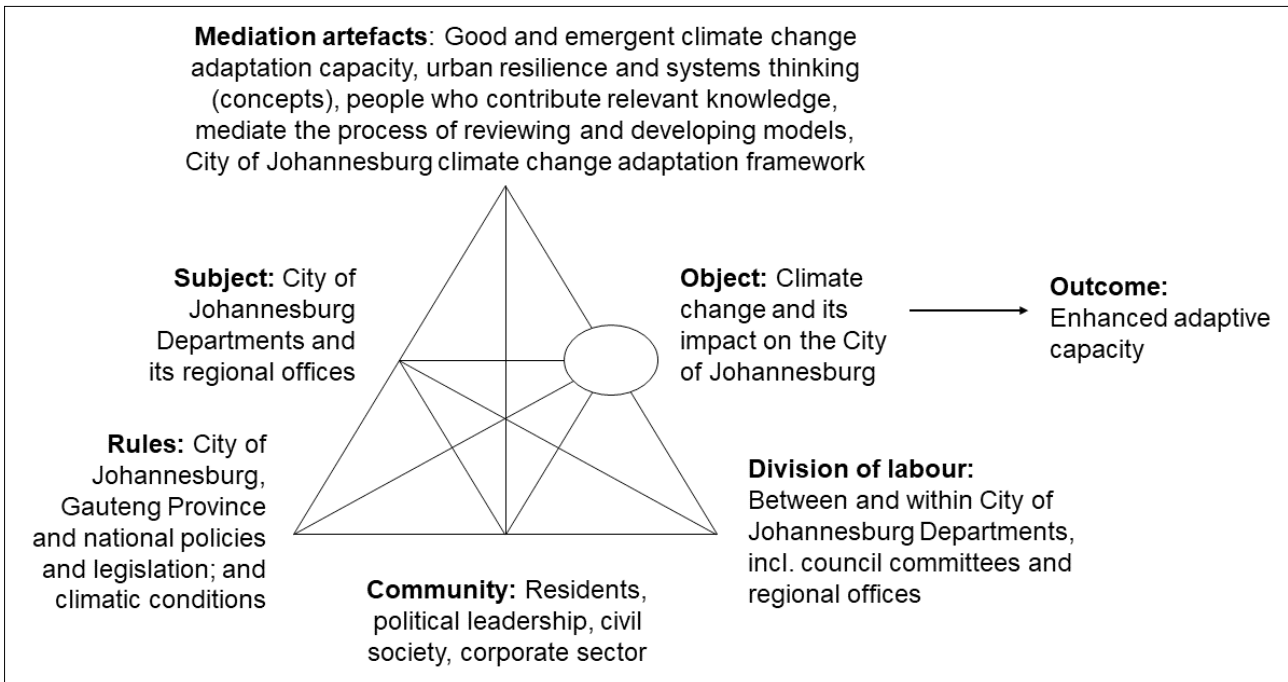 Mediation artefacts: Good and emergent climate change
adaptation capacity, urban resilience and systems thinking
(concepts), people who contribute relevant knowledge,
mediate the process of reviewing and developing models,
City of Johannesburg climate change adaptation framework
Subject: City of
Johannesburg
Departments and
its regional offices
Object: Climate
change and its
impact on the City
of Johannesburg
Outcome:
Enhanced adaptive
capacity
Rules: City of
Johannesburg,
Gauteng Province
and national policies
and legislation; and
climatic conditions
Community: Residents,
political leadership, civil
society, corporate sector
Division of labour:
Between and within City of
Johannesburg Departments,
incl. council committees and
regional offices